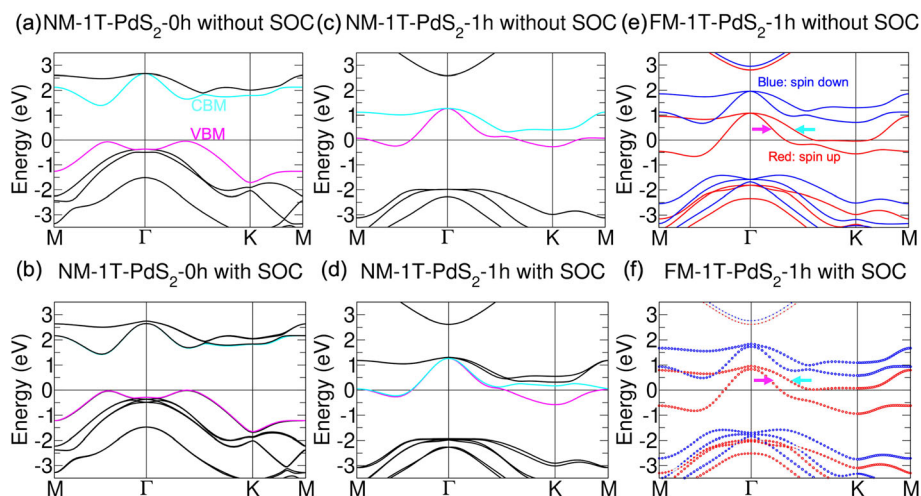 (a)NM-1T-PdS2-0h without SOC (c) NM-1T-PdS2-1h without SOC (e) FM-1T-PdS2-1h without SOC
Energy (eV) 3 2 1 0 -1 -2 -3 CBM VBM M Γ K M
Energy (eV) 3 2 1 0 -1 -2 -3 M Γ K M
Energy (eV) 3 2 1 0 -1 -2 -3 Blue: spin down Red: spin up M Γ K M
(b) NM-1T-PdS2-0h with SOC (d) NM-1T-PdS2-1h with SOC (f) FM-1T-PdS2-1h with SOC
Energy (eV) 3 2 1 0 -1 -2 -3 M Γ K M
Energy (eV) 3 2 1 0 -1 -2 -3 M Γ K M
Energy (eV) 3 2 1 0 -1 -2 -3 M Γ K M